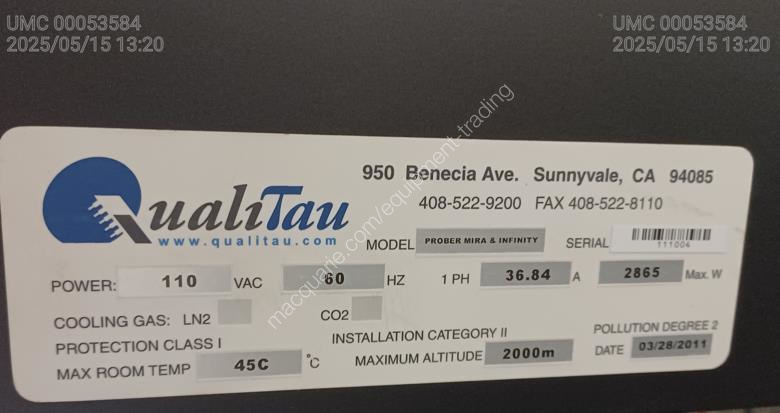 UMC 00053584
2025/05/15 13:20
UMC 00053584
2025/05/15 13:20
macquarie.com/equipment-trading
QualiTau
www.qualitau.com
950 Benecia Ave. Sunnyvale, CA 94085
408-522-9200 FAX 408-522-8110
MODEL PROBER MIRA & INFINITY SERIAL 111004
POWER: 110 VAC 60 HZ 1 PH 36.84 A 2865 Max. W
COOLING GAS: LN2 CO2
PROTECTION CLASS I INSTALLATION CATEGORY II POLLUTION DEGREE 2
MAX ROOM TEMP 45C °C MAXIMUM ALTITUDE 2000m DATE 03/28/2011